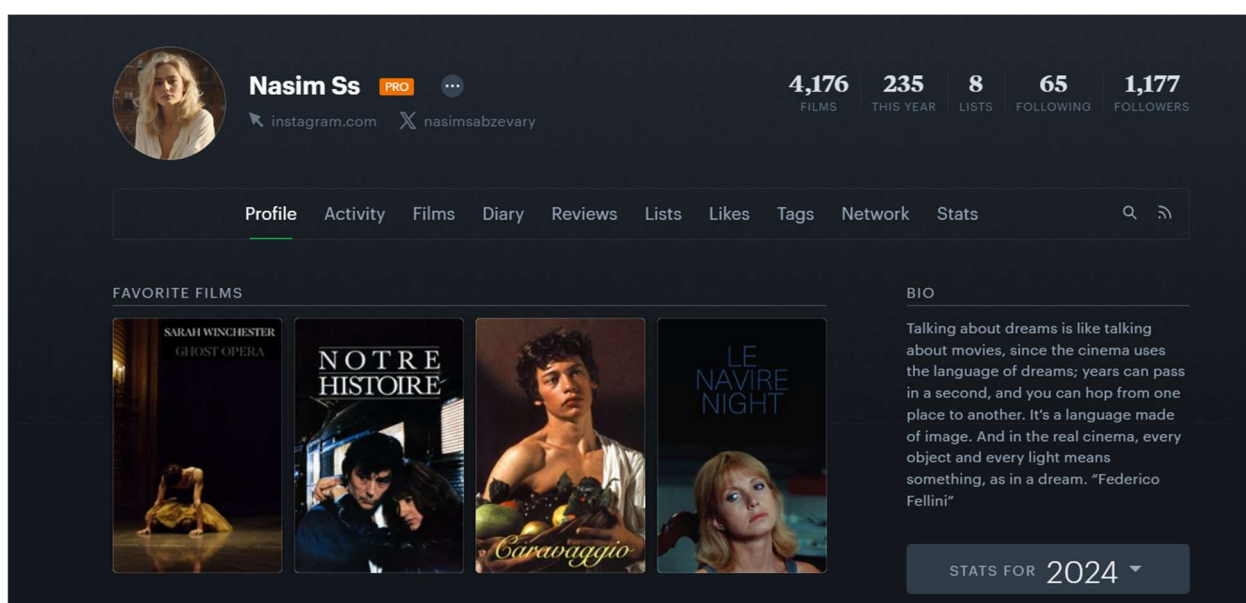 Nasim Ss PRO
instagram.com nasimsabzevary
4,176 235 8 65 1,177
FILMS THIS YEAR LISTS FOLLOWING FOLLOWERS
Profile Activity Films Diary Reviews Lists Likes Tags Network Stats
FAVORITE FILMS
SARAH WINCHESTER
GHOST OPERA
NOTRE
HISTOIRE
Caravaggio
LE
NAVIRE
NIGHT
BIO
Talking about dreams is like talking
about movies, since the cinema uses
the language of dreams; years can pass
in a second, and you can hop from one
place to another. It's a language made
of image. And in the real cinema, every
object and every light means
something, as in a dream. “Federico
Fellini”
STATS FOR 2024